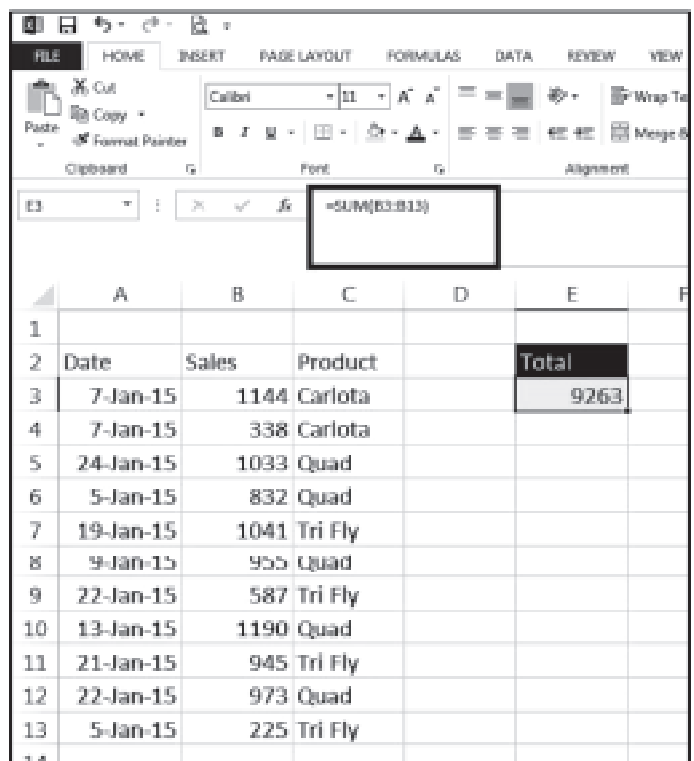 FILE HOME INSERT PAGE LAYOUT FORMULAS DATA REVIEW VIEW
Cut
Copy
Format Painter
Paste
Calibri 11 A A
B I U A
Wrap Te
Merge &
Clipboard Font Alignment
E3 fx =SUM(B3:B13)
A B C D E F
1
2 Date Sales Product Total
3 7-Jan-15 1144 Carlota 9263
4 7-Jan-15 338 Carlota
5 24-Jan-15 1033 Quad
6 5-Jan-15 832 Quad
7 19-Jan-15 1041 Tri Fly
8 9-Jan-15 955 Quad
9 22-Jan-15 587 Tri Fly
10 13-Jan-15 1190 Quad
11 21-Jan-15 945 Tri Fly
12 22-Jan-15 973 Quad
13 5-Jan-15 225 Tri Fly
14